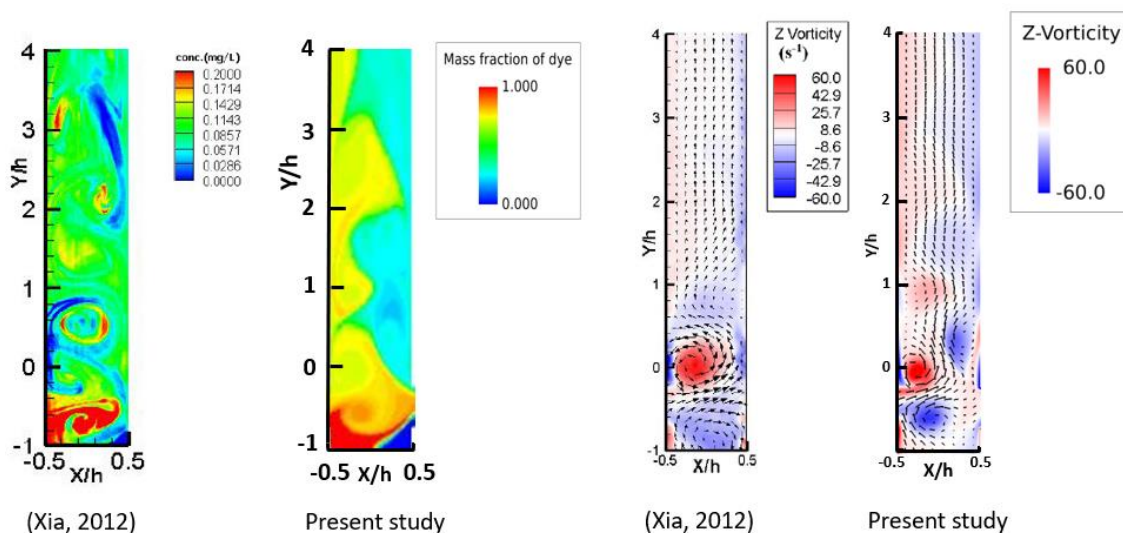 4
3
2
1
0
-1
Y/h
-0.5
0.5
X/h
conc.(mg/L)
0.2000
0.1714
0.1429
0.1143
0.0857
0.0571
0.0286
0.0000
(Xia, 2012)
4
3
2
1
0
-1
Y/h
-0.5 X/h 0.5
Mass fraction of dye
1.000
0.000
Present study
4
3
2
1
0
-1
Y/h
-0.5
0.5
X/h
Z Vorticity
(s-1)
60.0
42.9
25.7
8.6
-8.6
-25.7
-42.9
-60.0
(Xia, 2012)
4
3
2
1
0
-1
Y/h
-0.5
0.5
X/h
Z-Vorticity
60.0
-60.0
Present study